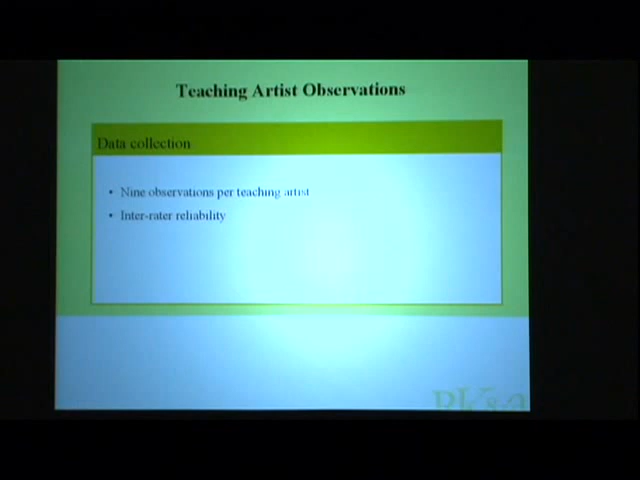 Teaching Artist Observations
Data collection
• Nine observations per teaching artist
• Inter-rater reliability